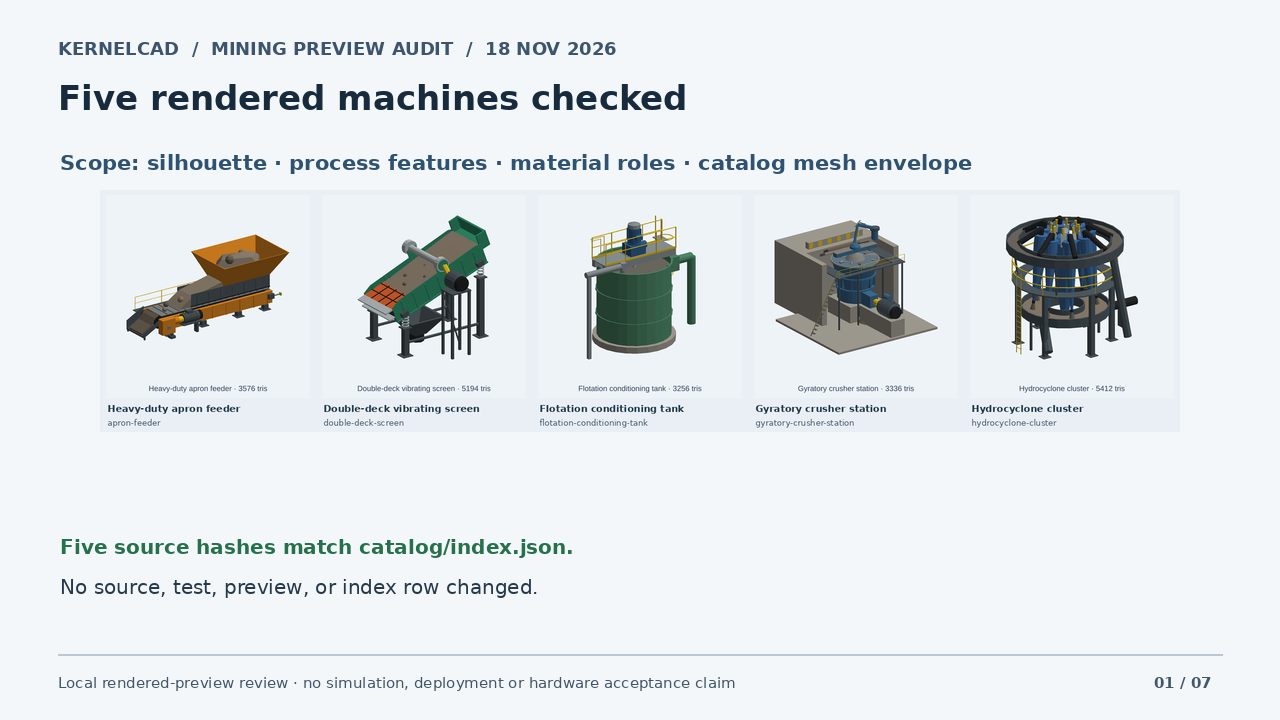 KERNELCAD / MINING PREVIEW AUDIT / 18 NOV 2026
Five rendered machines checked
Scope: silhouette · process features · material roles · catalog mesh envelope
Heavy-duty apron feeder · 3576 tris
Double-deck vibrating screen · 5194 tris
Flotation conditioning tank · 3256 tris
Gyratory crusher station · 3336 tris
Hydrocyclone cluster · 5412 tris
Heavy-duty apron feeder
Double-deck vibrating screen
Flotation conditioning tank
Gyratory crusher station
Hydrocyclone cluster
apron-feeder
double-deck-screen
flotation-conditioning-tank
gyratory-crusher-station
hydrocyclone-cluster
Five source hashes match catalog/index.json.
No source, test, preview, or index row changed.
Local rendered-preview review · no simulation, deployment or hardware acceptance claim
01 / 07